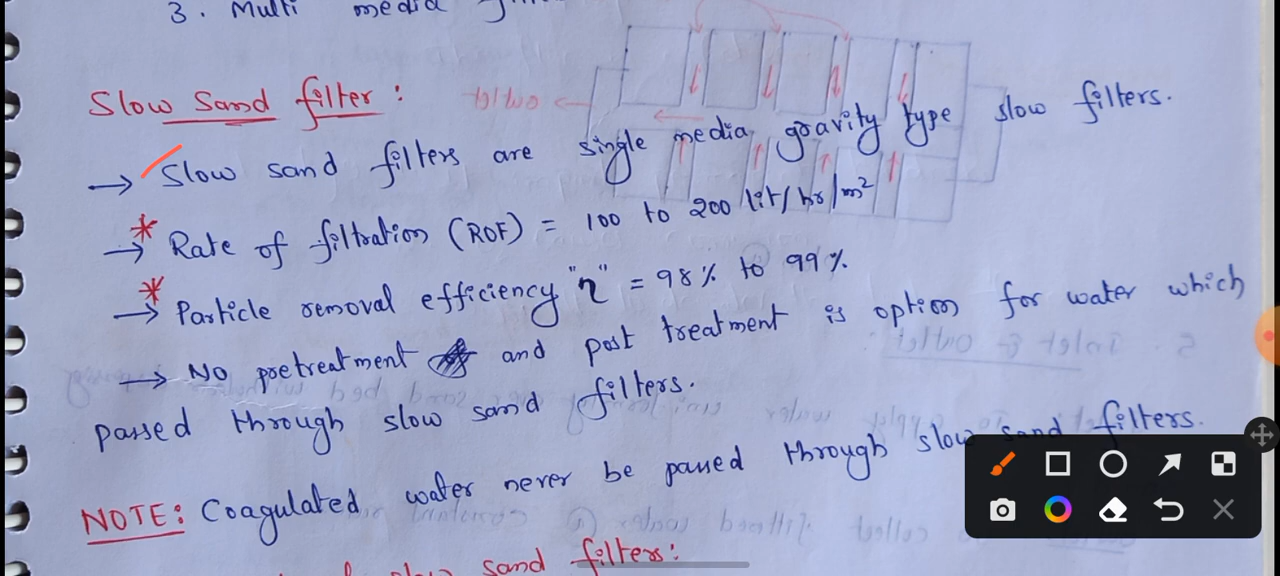 3. Multi media
Slow Sand filter :
→ Slow sand filters are single media gravity type slow filters.
* → Rate of filtration (ROF) = 100 to 200 lit/hr/m²
* → Particle removal efficiency "η" = 98% to 99%
→ No pretreatment and post treatment is option for water which
passed through slow sand filters.
NOTE: Coagulated water never be passed through slow sand filters.
sand filters: